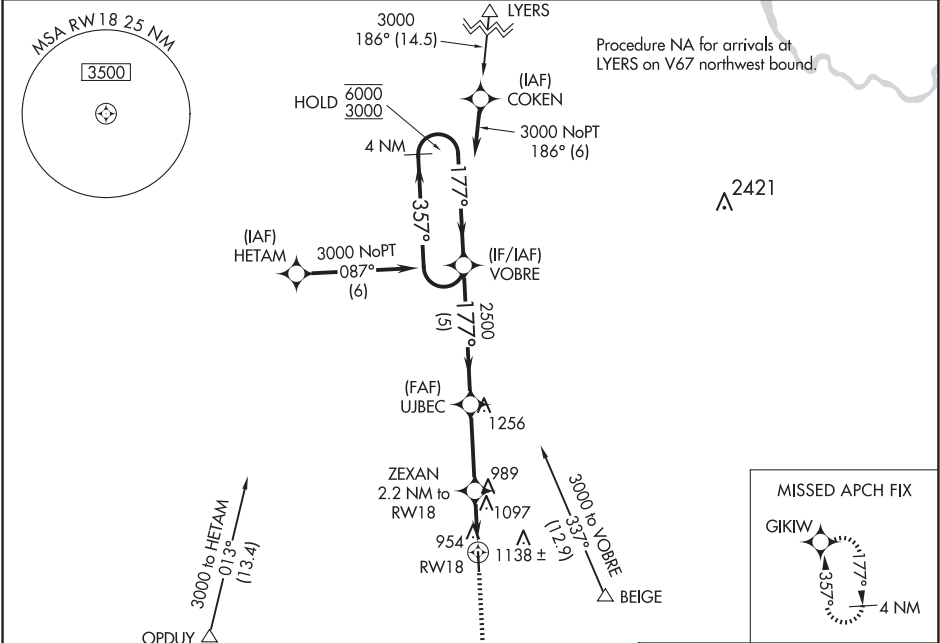 MSA RW 18 25 NM
3500
LYERS
3000
186° (14.5)
Procedure NA for arrivals at
LYERS on V67 northwest bound.
(IAF)
COKEN
HOLD 6000
3000
4 NM
3000 NoPT
186° (6)
177°
357°
2421
(IAF)
HETAM
3000 NoPT
087°
(6)
(IF/IAF)
VOBRE
2500
177°
(5)
(FAF)
UJBEC
1256
ZEXAN
2.2 NM to
RW18
989
1097
954
RW18
1138 ±
3000 to VOBRE
337°
(12.9)
BEIGE
3000 to HETAM
013°
(13.4)
OPDUY
MISSED APCH FIX
GIKIW
177°
357°
4 NM